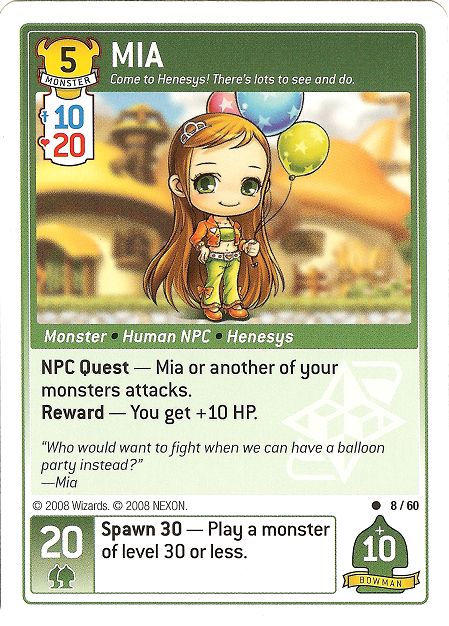 5
MONSTER
MIA
Come to Henesys! There's lots to see and do.
10
20
Monster • Human NPC • Henesys
NPC Quest — Mia or another of your
monsters attacks.
Reward — You get +10 HP.
"Who would want to fight when we can have a balloon
party instead?"
—Mia
© 2008 Wizards. © 2008 NEXON.
● 8 / 60
20
Spawn 30 — Play a monster
of level 30 or less.
+
10
BOWMAN